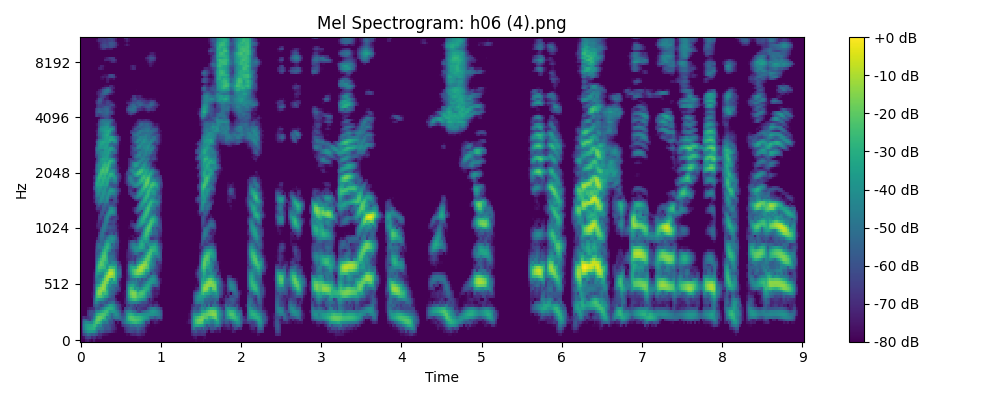 Mel Spectrogram: h06 (4).png
Hz
8192
4096
2048
1024
512
0
0 1 2 3 4 5 6 7 8 9
Time
+0 dB
-10 dB
-20 dB
-30 dB
-40 dB
-50 dB
-60 dB
-70 dB
-80 dB